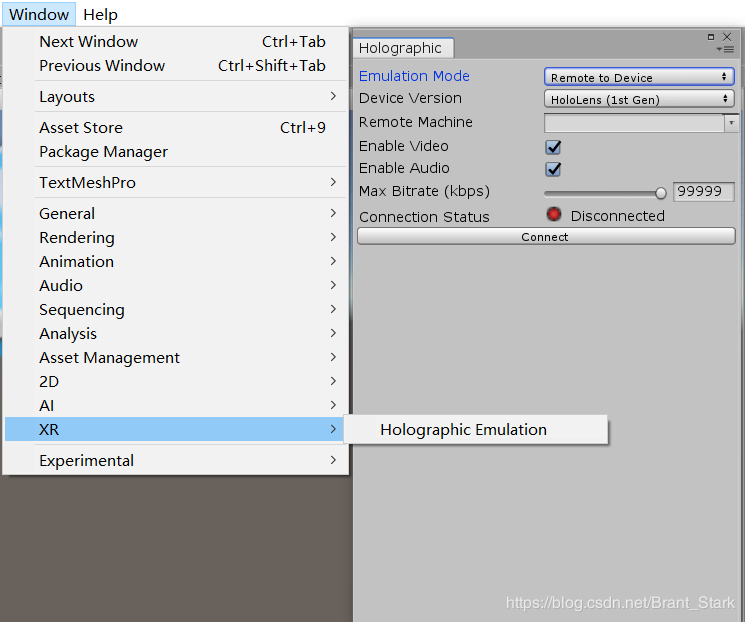 Window Help
Next Window Ctrl+Tab
Previous Window Ctrl+Shift+Tab
Layouts
Asset Store Ctrl+9
Package Manager
TextMeshPro
General
Rendering
Animation
Audio
Sequencing
Analysis
Asset Management
2D
AI
XR
Holographic Emulation
Experimental
Holographic
Emulation Mode Remote to Device
Device Version HoloLens (1st Gen)
Remote Machine
Enable Video
Enable Audio
Max Bitrate (kbps) 99999
Connection Status Disconnected
Connect
https://blog.csdn.net/Brant_Stark